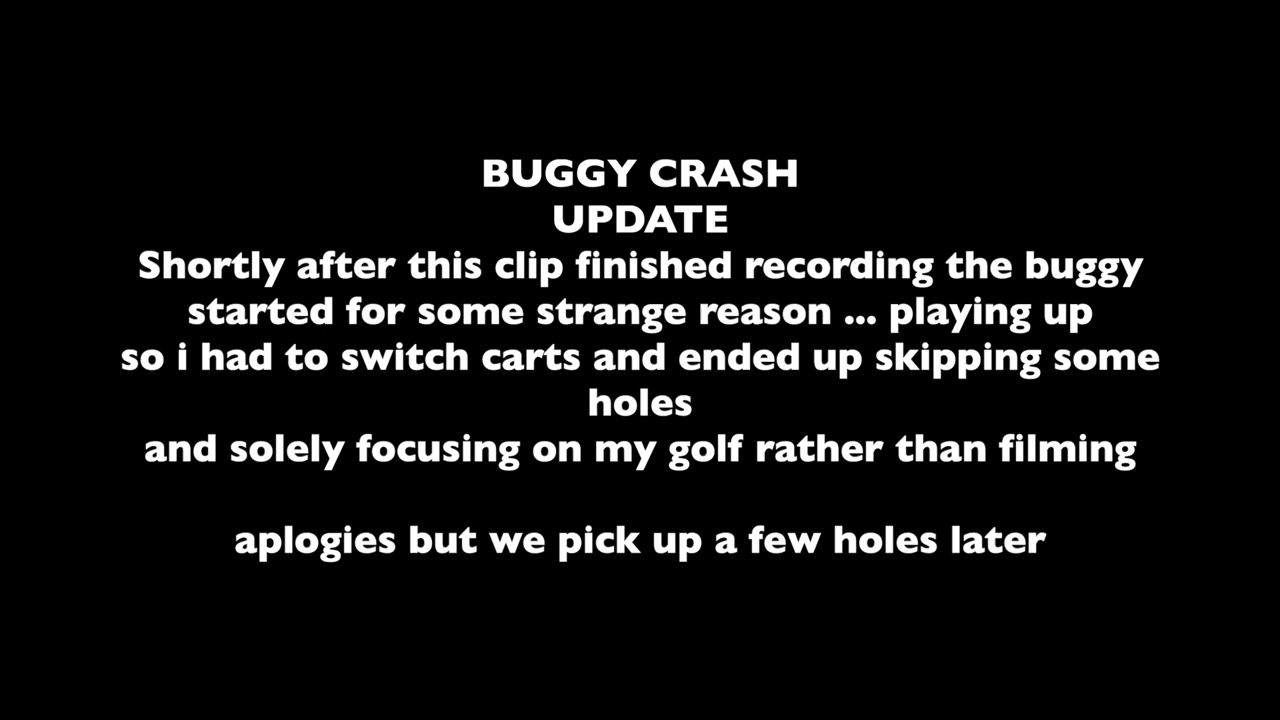 BUGGY CRASH
UPDATE
Shortly after this clip finished recording the buggy
started for some strange reason ... playing up
so i had to switch carts and ended up skipping some
holes
and solely focusing on my golf rather than filming
aplogies but we pick up a few holes later